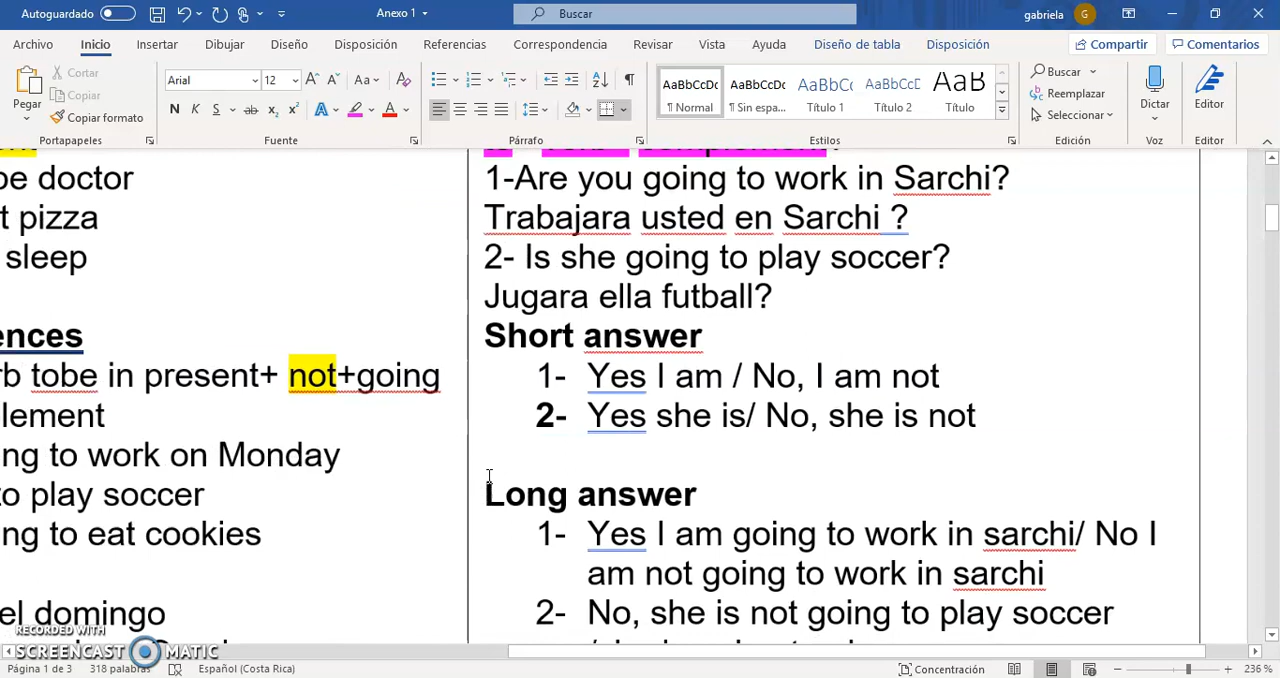 Autoguardado
Anexo 1
Buscar
gabriela
G
Archivo Inicio Insertar Dibujar Diseño Disposición Referencias Correspondencia Revisar Vista Ayuda Diseño de tabla Disposición Compartir Comentarios
Pegar
Cortar
Copiar
Copiar formato
Portapapeles
Arial 12
N K S ab x₂ x²
Fuente
Párrafo
AaBbCcDc AaBbCcDc AaBbCc AaBbCcD AaB
¶ Normal ¶ Sin espa... Título 1 Título 2 Título
Estilos
Buscar
Reemplazar
Seleccionar
Edición
Dictar
Voz
Editor
Editor
be doctor
pizza
sleep
ences
tobe in present+ not+going
lement
ng to work on Monday
to play soccer
ng to eat cookies
el domingo
1-Are you going to work in Sarchi?
Trabajara usted en Sarchi ?
2- Is she going to play soccer?
Jugara ella futball?
Short answer
1- Yes I am / No, I am not
2- Yes she is/ No, she is not
Long answer
1- Yes I am going to work in sarchi/ No I
am not going to work in sarchi
2- No, she is not going to play soccer
RECORDED WITH
SCREENCAST MATIC
Página 1 de 3 318 palabras Español (Costa Rica) Concentración 236 %